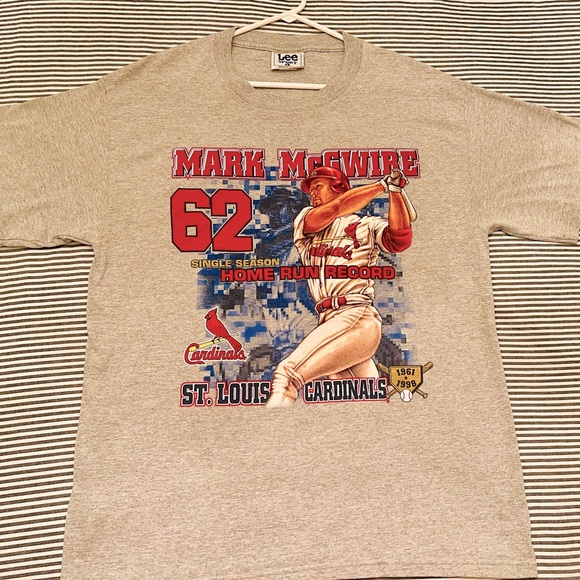 Lee
MARK McGWIRE
62
SINGLE SEASON
HOME RUN RECORD
Cardinals
Cardinals
ST. LOUIS CARDINALS
1961
1998